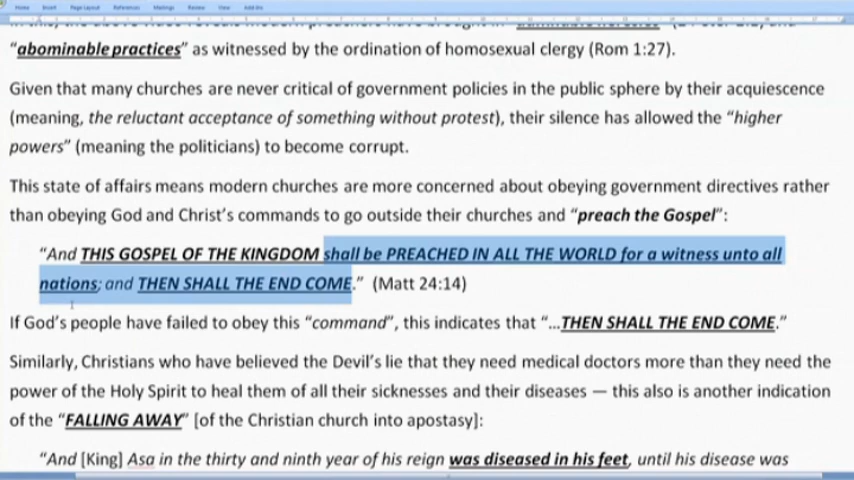 Home Insert Page Layout References Mailings Review View Add-Ins
"abominable practices" as witnessed by the ordination of homosexual clergy (Rom 1:27).
Given that many churches are never critical of government policies in the public sphere by their acquiescence
(meaning, the reluctant acceptance of something without protest), their silence has allowed the "higher
powers" (meaning the politicians) to become corrupt.
This state of affairs means modern churches are more concerned about obeying government directives rather
than obeying God and Christ's commands to go outside their churches and "preach the Gospel":
"And THIS GOSPEL OF THE KINGDOM shall be PREACHED IN ALL THE WORLD for a witness unto all
nations; and THEN SHALL THE END COME." (Matt 24:14)
If God's people have failed to obey this "command", this indicates that "...THEN SHALL THE END COME."
Similarly, Christians who have believed the Devil's lie that they need medical doctors more than they need the
power of the Holy Spirit to heal them of all their sicknesses and their diseases — this also is another indication
of the "FALLING AWAY" [of the Christian church into apostasy]:
"And [King] Asa in the thirty and ninth year of his reign was diseased in his feet, until his disease was